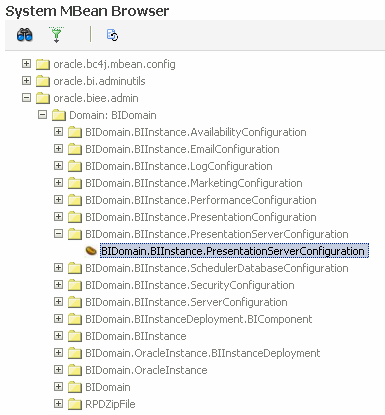 System MBean Browser
oracle.bc4j.mbean.config
oracle.bi.adminutils
oracle.biee.admin
Domain: BIDomain
BIDomain.BIInstance.AvailabilityConfiguration
BIDomain.BIInstance.EmailConfiguration
BIDomain.BIInstance.LogConfiguration
BIDomain.BIInstance.MarketingConfiguration
BIDomain.BIInstance.PerformanceConfiguration
BIDomain.BIInstance.PresentationConfiguration
BIDomain.BIInstance.PresentationServerConfiguration
BIDomain.BIInstance.PresentationServerConfiguration
BIDomain.BIInstance.SchedulerDatabaseConfiguration
BIDomain.BIInstance.SecurityConfiguration
BIDomain.BIInstance.ServerConfiguration
BIDomain.BIInstanceDeployment.BIComponent
BIDomain.BIInstance
BIDomain.OracleInstance.BIInstanceDeployment
BIDomain.OracleInstance
BIDomain
RPDZipFile